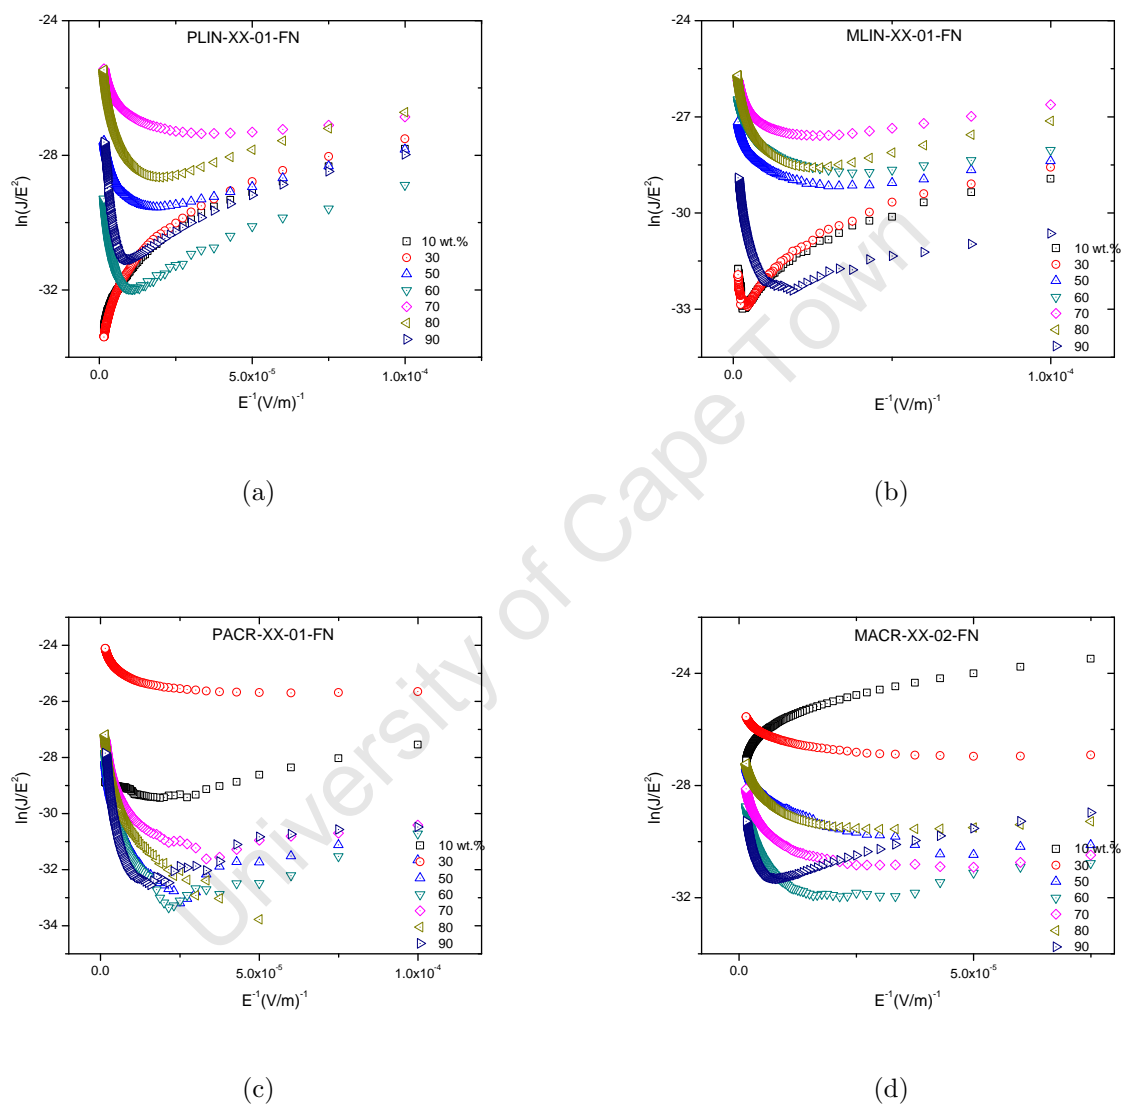 PLIN-XX-01-FN
-24
-28
-32
ln(J/E²)
10 wt.%
30
50
60
70
80
90
0.0
5.0x10⁻⁵
1.0x10⁻⁴
E⁻¹(V/m)⁻¹
(a)
MLIN-XX-01-FN
-24
-27
-30
-33
ln(J/E²)
10 wt.%
30
50
60
70
80
90
0.0
5.0x10⁻⁵
1.0x10⁻⁴
E⁻¹(V/m)⁻¹
(b)
PACR-XX-01-FN
-24
-26
-28
-30
-32
-34
ln(J/E²)
10 wt.%
30
50
60
70
80
90
0.0
5.0x10⁻⁵
1.0x10⁻⁴
E⁻¹(V/m)⁻¹
(c)
MACR-XX-02-FN
-24
-28
-32
ln(J/E²)
10 wt.%
30
50
60
70
80
90
0.0
5.0x10⁻⁵
E⁻¹(V/m)⁻¹
(d)
University of Cape Town